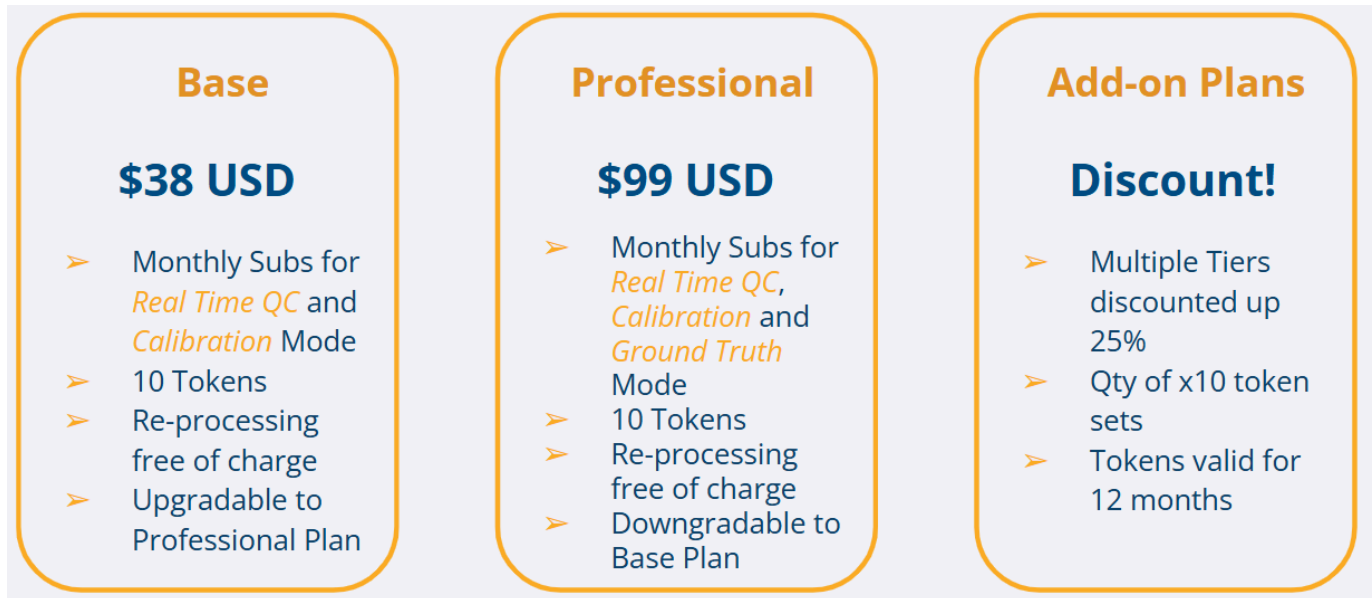 Base
$38 USD
➢ Monthly Subs for
Real Time QC and
Calibration Mode
➢ 10 Tokens
➢ Re-processing
free of charge
➢ Upgradable to
Professional Plan
Professional
$99 USD
➢ Monthly Subs for
Real Time QC,
Calibration and
Ground Truth
Mode
➢ 10 Tokens
➢ Re-processing
free of charge
➢ Downgradable to
Base Plan
Add-on Plans
Discount!
➢ Multiple Tiers
discounted up
25%
➢ Qty of x10 token
sets
➢ Tokens valid for
12 months